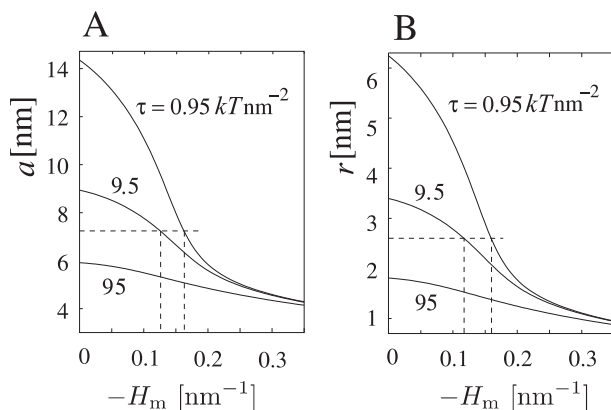 A
14
12
10
8
6
4
a [nm]
τ = 0.95 kT nm⁻²
9.5
95
0 0.1 0.2 0.3
−Hₘ [nm⁻¹]
B
6
5
4
3
2
1
r [nm]
τ = 0.95 kT nm⁻²
9.5
95
0 0.1 0.2 0.3
−Hₘ [nm⁻¹]